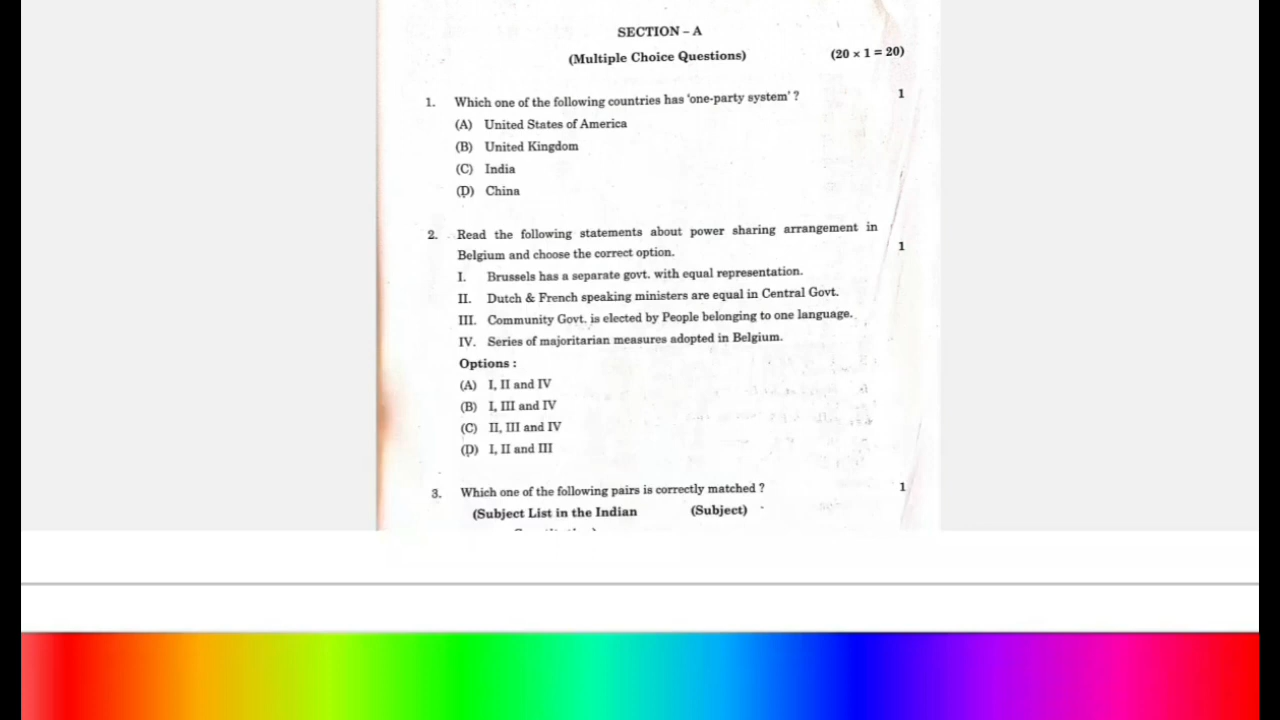 SECTION – A
(Multiple Choice Questions) (20 × 1 = 20)
1. Which one of the following countries has 'one-party system' ? 1
(A) United States of America
(B) United Kingdom
(C) India
(D) China
2. Read the following statements about power sharing arrangement in
Belgium and choose the correct option. 1
I. Brussels has a separate govt. with equal representation.
II. Dutch & French speaking ministers are equal in Central Govt.
III. Community Govt. is elected by People belonging to one language.
IV. Series of majoritarian measures adopted in Belgium.
Options :
(A) I, II and IV
(B) I, III and IV
(C) II, III and IV
(D) I, II and III
3. Which one of the following pairs is correctly matched ? 1
(Subject List in the Indian (Subject)